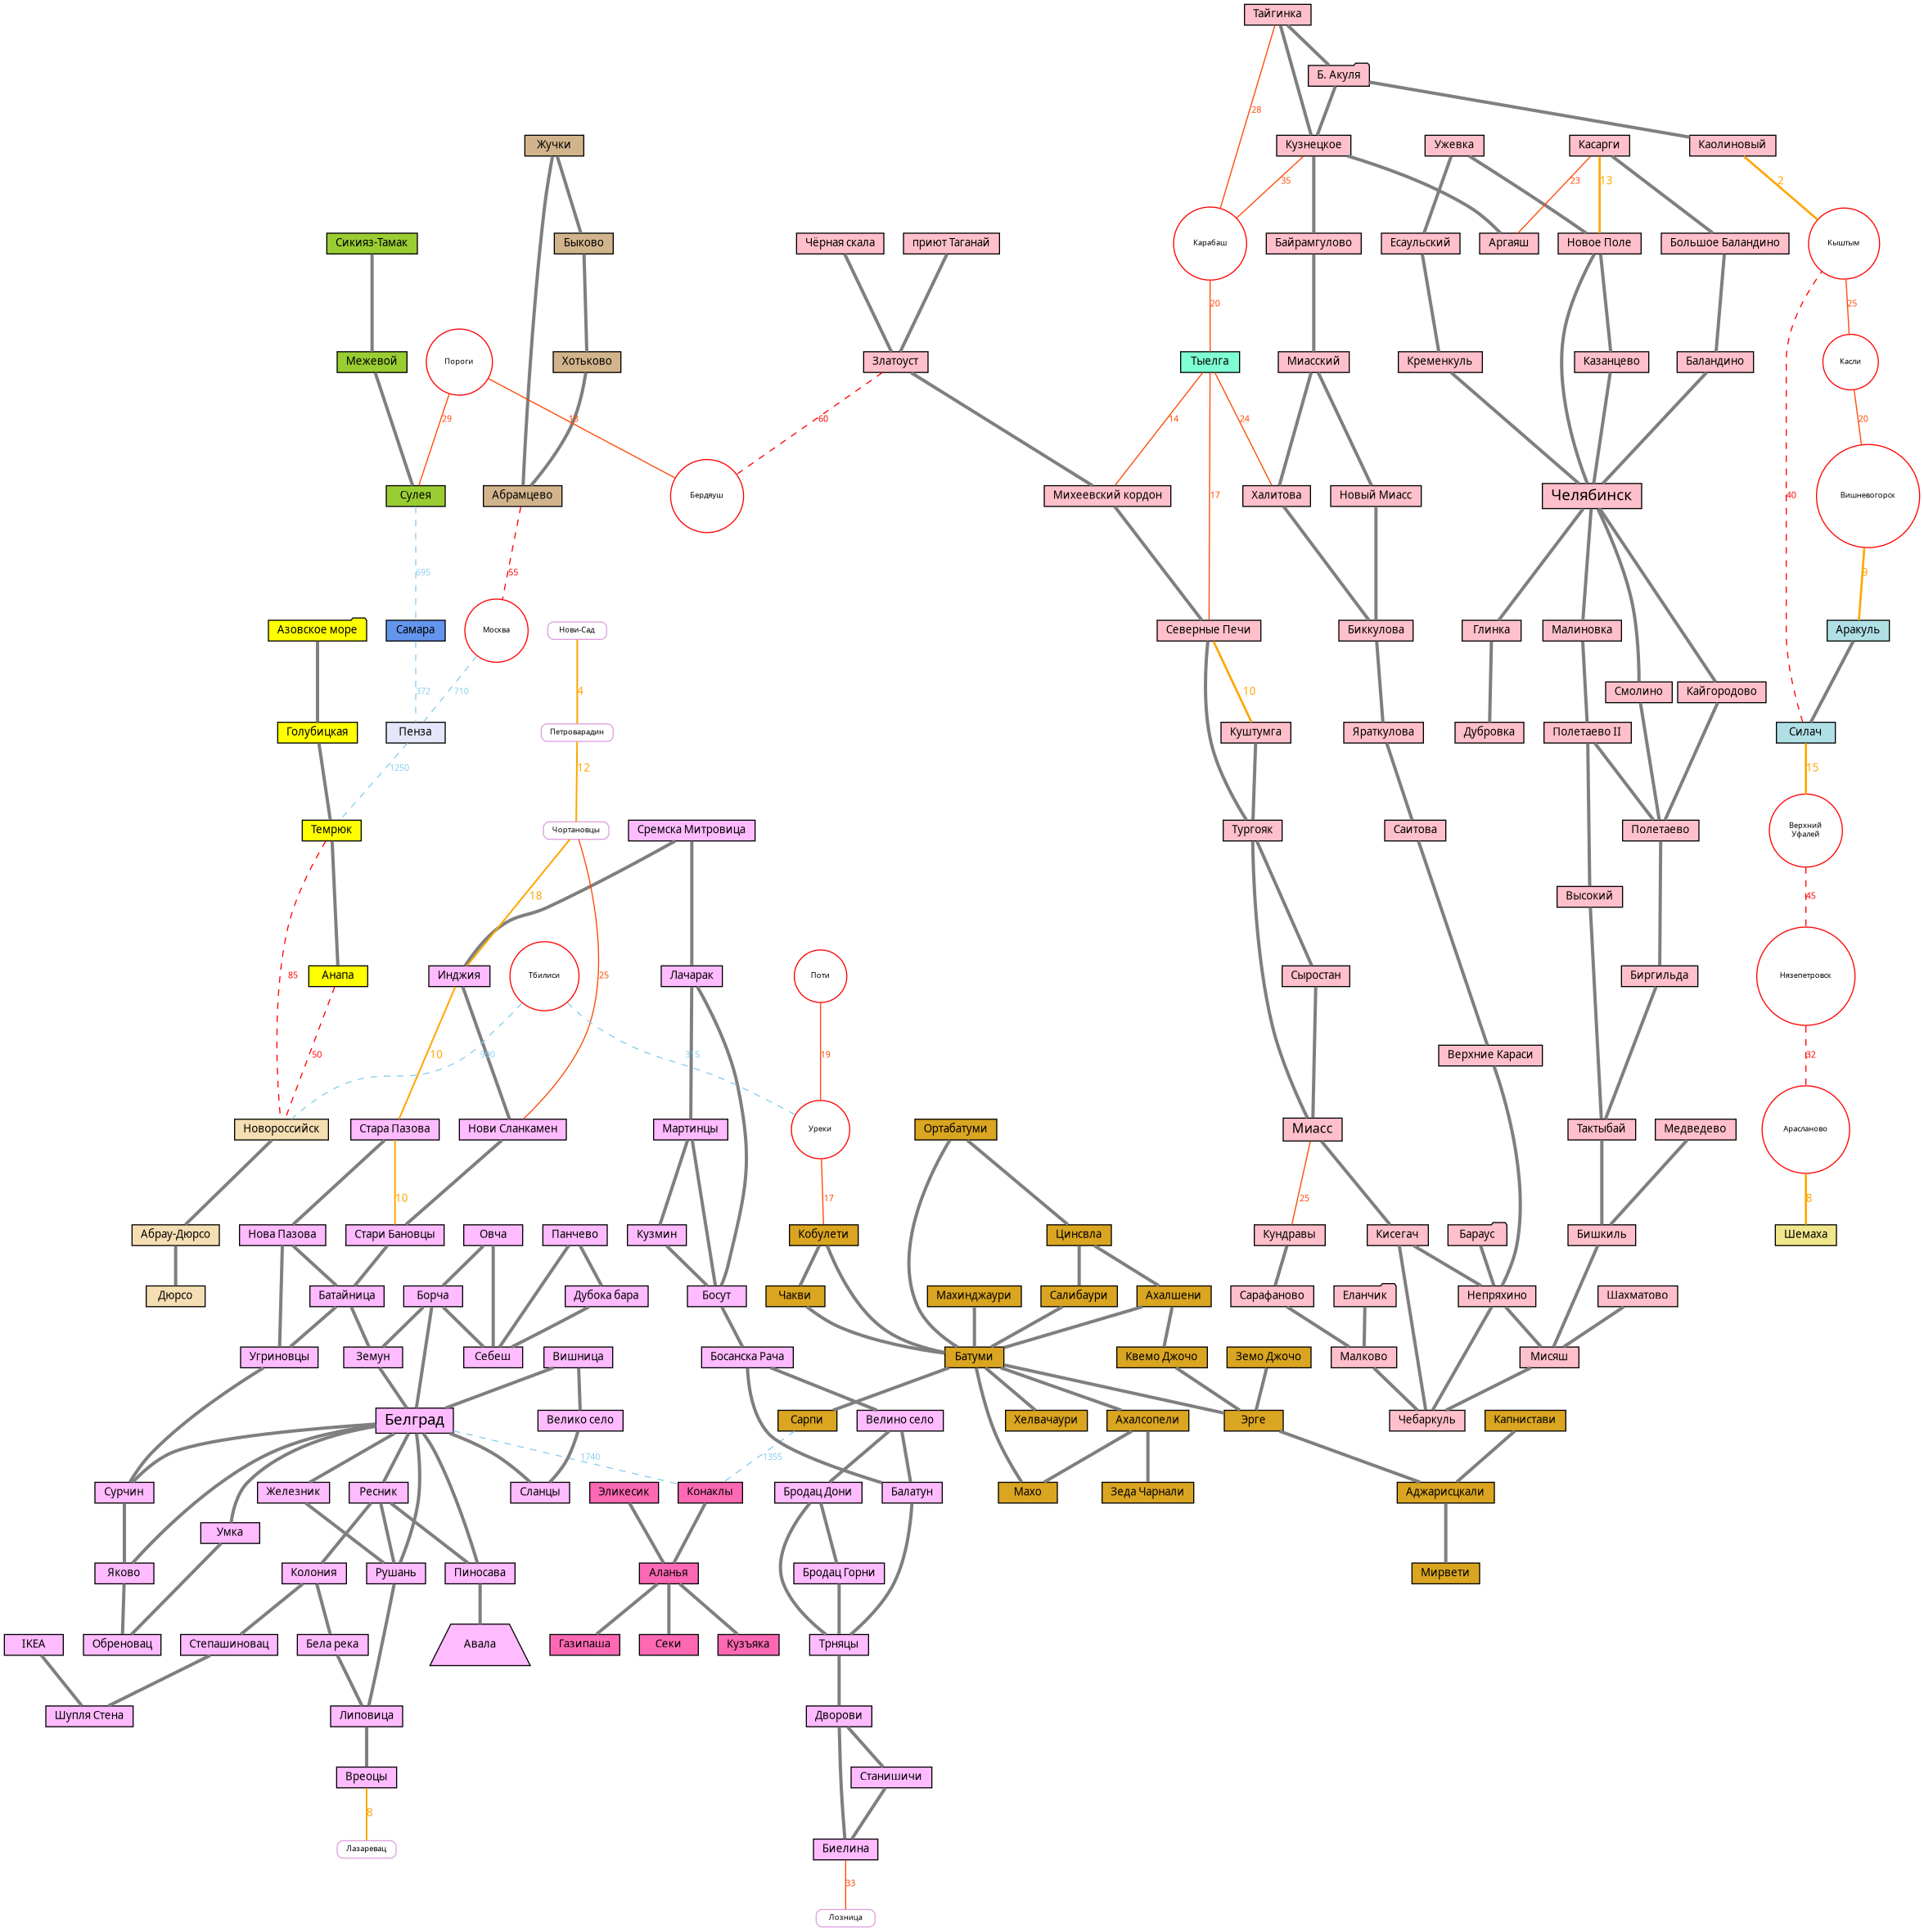 Тайгинка
Б. Акуля
28
Жучки
Кузнецкое
Ужевка
Касарги
Каолиновый
35
23
13
2
Сикияз-Тамак
Быково
Чёрная скала
приют Таганай
Карабаш
Байрамгулово
Есаульский
Аргаяш
Новое Поле
Большое Баландино
Кыштым
20
25
Межевой
Пороги
Хотьково
Златоуст
Тыелга
Миасский
Кременкуль
Казанцево
Баландино
Касли
29
13
60
14
24
20
Сулея
Абрамцево
Бердяуш
Михеевский кордон
17
Халитова
Новый Миасс
Челябинск
40
Вишневогорск
695
55
9
Азовское море
Самара
Москва
Нови-Сад
Северные Печи
Биккулова
Глинка
Малиновка
Аракуль
372
710
4
10
Смолино
Кайгородово
Голубицкая
Пенза
Петроварадин
Куштумга
Яраткулова
Дубровка
Полетаево II
Силач
1250
12
15
Темрюк
Чортановцы
Сремска Митровица
Тургояк
Саитова
Полетаево
Верхний
Уфалей
18
Высокий
45
85
Анапа
Инджия
Тбилиси
25
Лачарак
Поти
Сыростан
Биргильда
Нязепетровск
50
10
19
Верхние Караси
32
Новороссийск
Стара Пазова
Нови Сланкамен
Мартинцы
Уреки
Ортабатуми
Миасс
Тактыбай
Медведево
Арасланово
10
17
25
8
Абрау-Дюрсо
Нова Пазова
Стари Бановцы
Овча
Панчево
Кузмин
Кобулети
Цинсвла
Кундравы
Кисегач
Бараус
Бишкиль
Шемаха
Дюрсо
Батайница
Борча
Дубока бара
Босут
Чакви
Махинджаури
Салибаури
Ахалшени
Сарафаново
Еланчик
Непряхино
Шахматово
Угриновцы
Земун
Себеш
Вишница
Босанска Рача
Батуми
Квемо Джочо
Земо Джочо
Малково
Мисяш
Белград
Велико село
Сарпи
Велино село
Хелвачаури
Ахалсопели
Эрге
Чебаркуль
Капнистави
1740
1355
Сурчин
Железник
Ресник
Сланцы
Эликесик
Конаклы
Бродац Дони
Балатун
Махо
Зеда Чарнали
Аджарисцкали
Умка
Яково
Колония
Рушань
Пиносава
Аланья
Бродац Горни
Мирвети
IKEA
Обреновац
Степашиновац
Бела река
Авала
Газипаша
Секи
Кузъяка
Трняцы
Шупля Стена
Липовица
Дворови
Вреоцы
Станишичи
8
Лазаревац
Биелина
33
Лозница